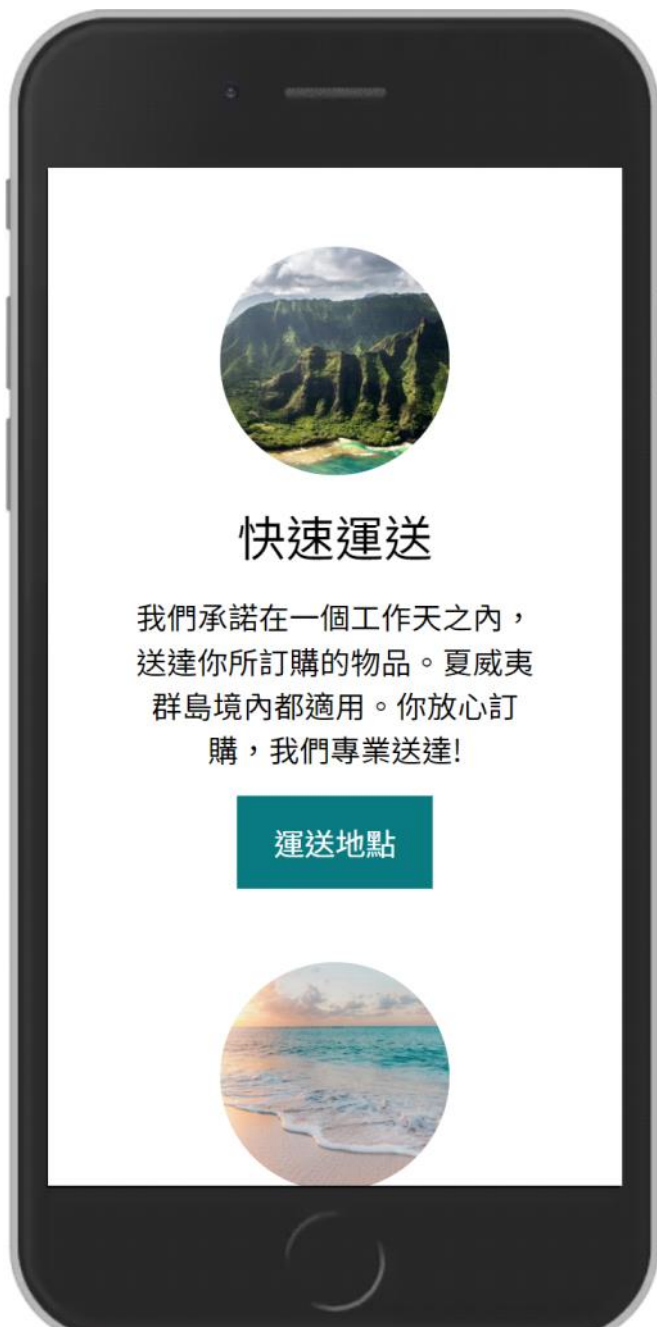 快速運送
我們承諾在一個工作天之內，
送達你所訂購的物品。夏威夷
群島境內都適用。你放心訂
購，我們專業送達!
運送地點